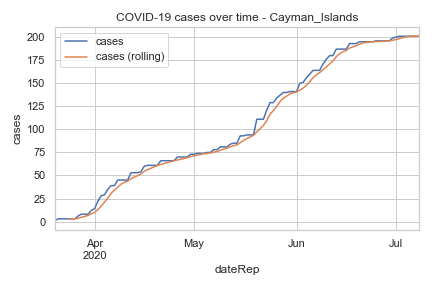 COVID-19 cases over time - Cayman_Islands
cases
cases (rolling)
200
175
150
125
100
75
50
25
0
cases
Apr
2020
May
Jun
Jul
dateRep